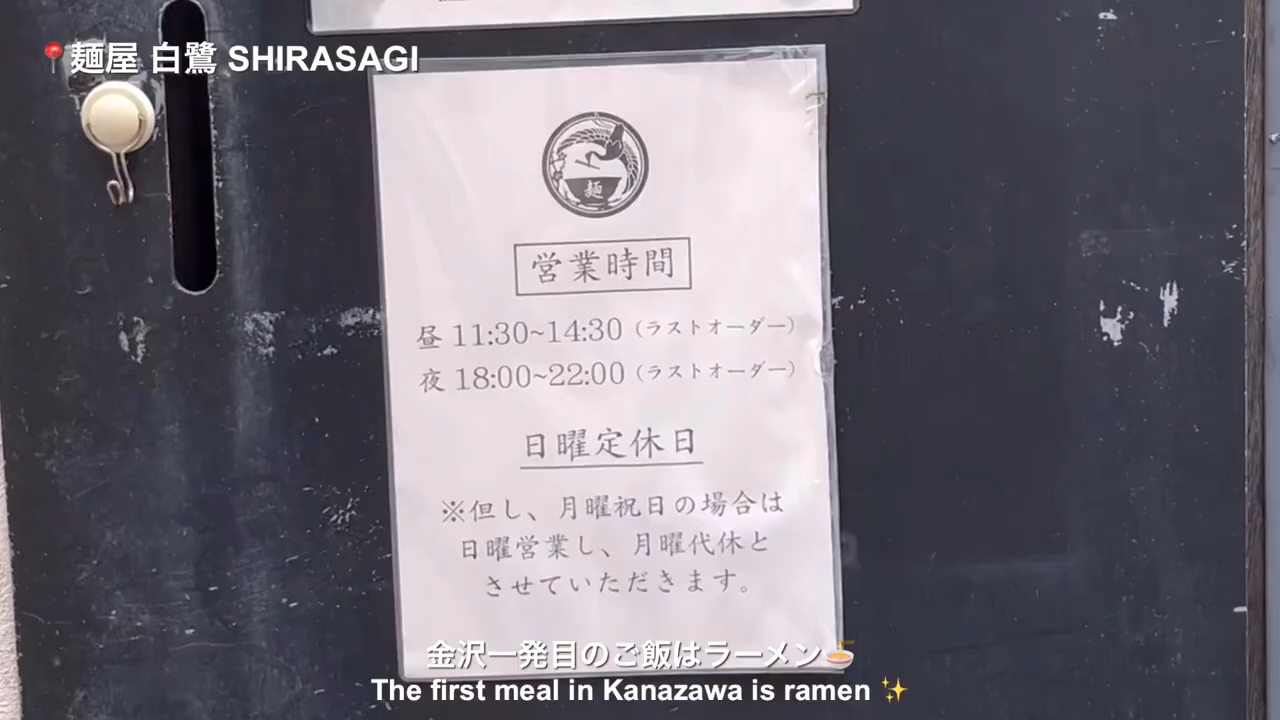 📍麺屋 白鷺 SHIRASAGI
麺
営業時間
昼 11:30~14:30（ラストオーダー）
夜 18:00~22:00（ラストオーダー）
日曜定休日
※但し、月曜祝日の場合は
日曜営業し、月曜代休と
させていただきます。
金沢一発目のご飯はラーメン🍜
The first meal in Kanazawa is ramen ✨